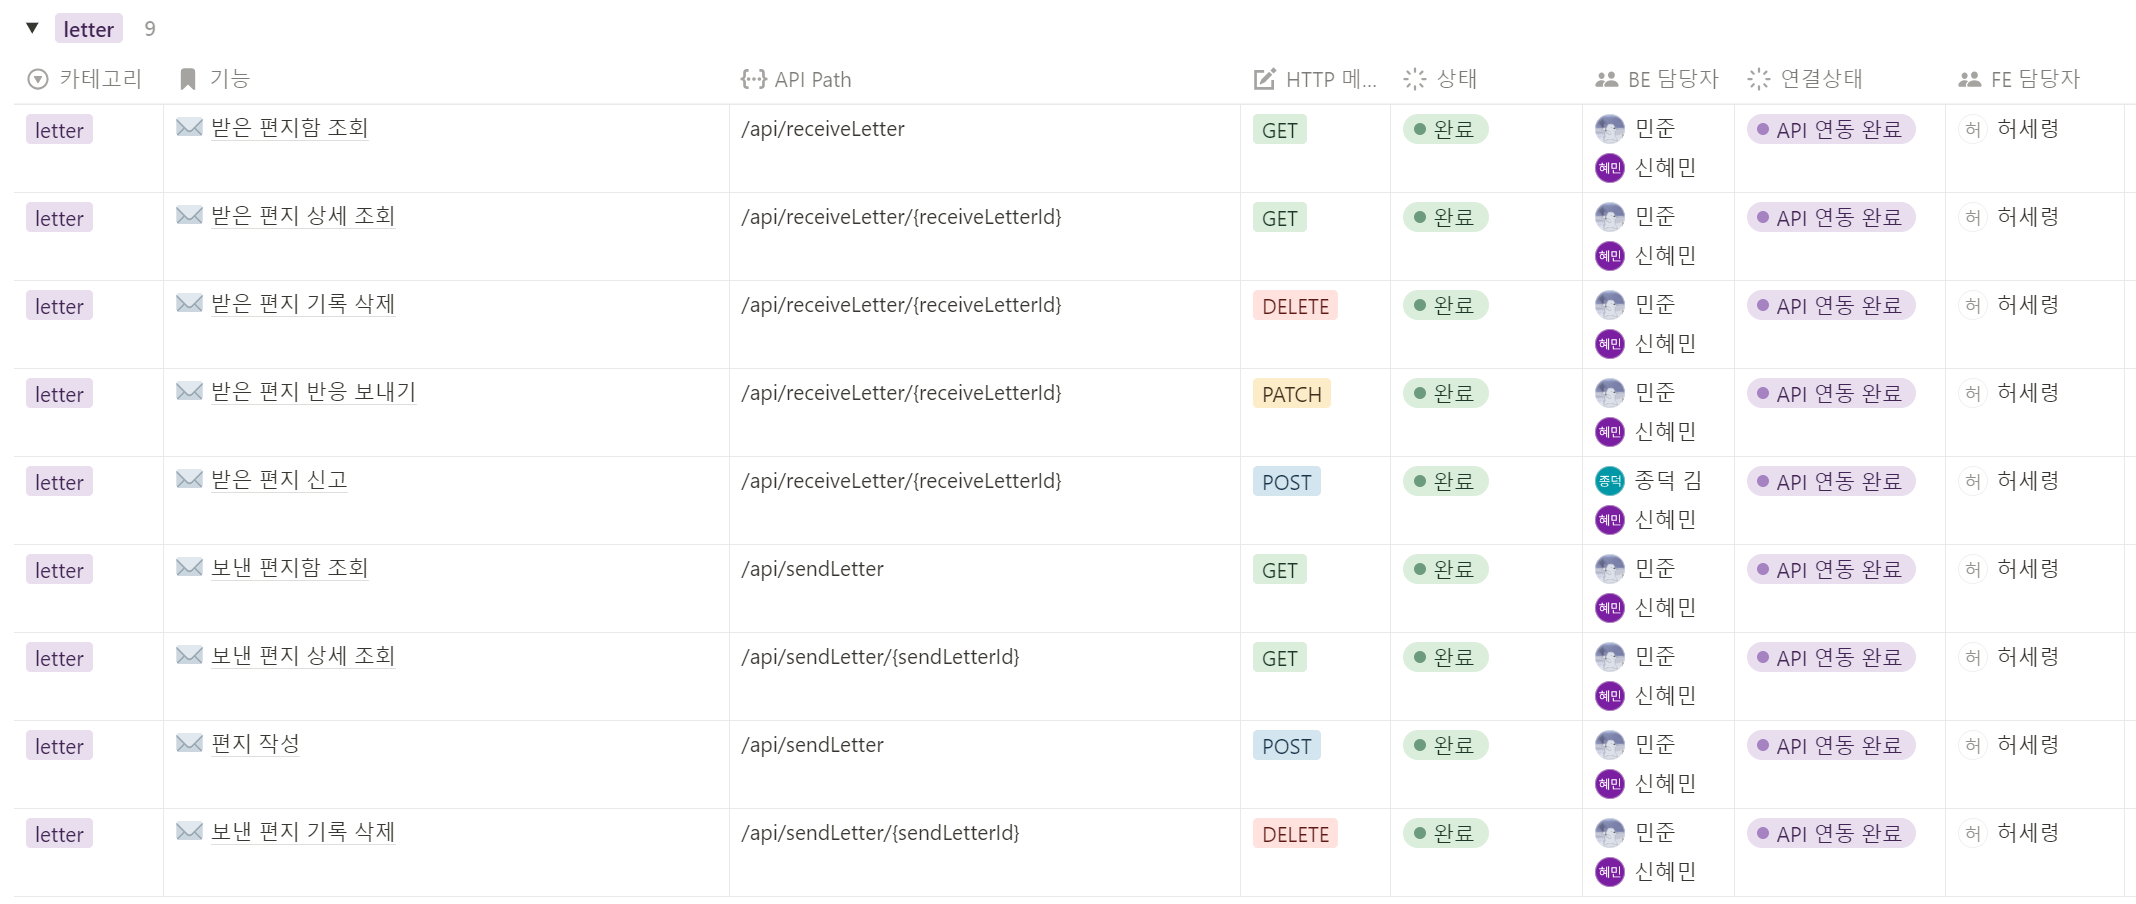 letter 9
카테고리 기능 API Path HTTP 메... 상태 BE 담당자 연결상태 FE 담당자
letter 받은 편지함 조회 /api/receiveLetter GET 완료 민준 API 연동 완료 허 허세령
혜민 신혜민
letter 받은 편지 상세 조회 /api/receiveLetter/{receiveLetterId} GET 완료 민준 API 연동 완료 허 허세령
혜민 신혜민
letter 받은 편지 기록 삭제 /api/receiveLetter/{receiveLetterId} DELETE 완료 민준 API 연동 완료 허 허세령
혜민 신혜민
letter 받은 편지 반응 보내기 /api/receiveLetter/{receiveLetterId} PATCH 완료 민준 API 연동 완료 허 허세령
혜민 신혜민
letter 받은 편지 신고 /api/receiveLetter/{receiveLetterId} POST 완료 종덕 종덕 김 API 연동 완료 허 허세령
혜민 신혜민
letter 보낸 편지함 조회 /api/sendLetter GET 완료 민준 API 연동 완료 허 허세령
혜민 신혜민
letter 보낸 편지 상세 조회 /api/sendLetter/{sendLetterId} GET 완료 민준 API 연동 완료 허 허세령
혜민 신혜민
letter 편지 작성 /api/sendLetter POST 완료 민준 API 연동 완료 허 허세령
혜민 신혜민
letter 보낸 편지 기록 삭제 /api/sendLetter/{sendLetterId} DELETE 완료 민준 API 연동 완료 허 허세령
혜민 신혜민